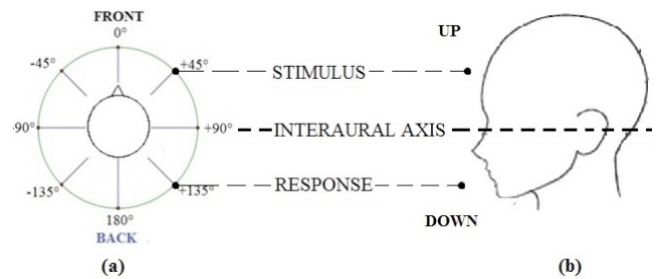 FRONT
0°
UP
-45°
+45°
STIMULUS
90°
+90°
INTERAURAL AXIS
-135°
+135°
RESPONSE
180°
BACK
DOWN
(a)
(b)